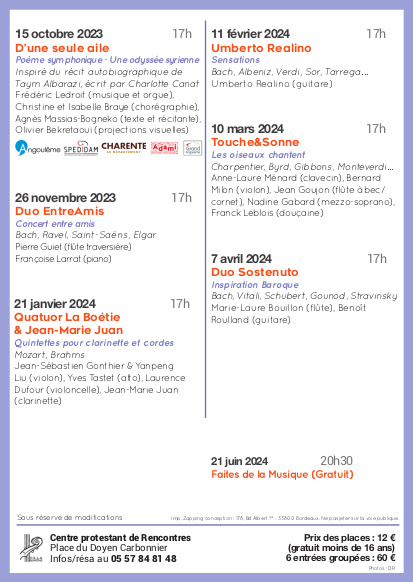 15 octobre 2023 17h
D'une seule aile
Poème symphonique - Une odyssée syrienne
Inspiré du récit autobiographique de
Taym Albarazi, écrit par Charlotte Canat
Frédéric Ledroit (musique et orgue),
Christine et Isabelle Braye (chorégraphie),
Agnès Massias-Bogneko (texte et récitante),
Olivier Bekretaoui (projections visuelles)
Angoulême SPEDIDAM CHARENTE LE DÉPARTEMENT Adami Grand
26 novembre 2023 17h
Duo EntreAmis
Concert entre amis
Bach, Ravel, Saint-Saëns, Elgar
Pierre Guiet (flûte traversière)
Françoise Larrat (piano)
21 janvier 2024 17h
Quatuor La Boétie
& Jean-Marie Juan
Quintettes pour clarinette et cordes
Mozart, Brahms
Jean-Sébastien Gonthier & Yanpeng
Liu (violon), Yves Tastet (alto), Laurence
Dufour (violoncelle), Jean-Marie Juan
(clarinette)
11 février 2024 17h
Umberto Realino
Sensations
Bach, Albeniz, Verdi, Sor, Tarrega...
Umberto Realino (guitare)
10 mars 2024 17h
Touche&Sonne
Les oiseaux chantent
Charpentier, Byrd, Gibbons, Monteverdi...
Anne-Laure Ménard (clavecin), Bernard
Milon (violon), Jean Goujon (flûte à bec/
cornet), Nadine Gabard (mezzo-soprano),
Franck Leblois (douçaine)
7 avril 2024 17h
Duo Sostenuto
Inspiration Baroque
Bach, Vitali, Schubert, Gounod, Stravinsky
Marie-Laure Bouillon (flûte), Benoît
Roulland (guitare)
21 juin 2024 20h30
Faites de la Musique (Gratuit)
Sous réserve de modifications
Imp. Zapping conception : 176, Bd Albert 1er - 33800 Bordeaux. Ne pas jeter sur la voie publique.
Centre protestant de Rencontres
Place du Doyen Carbonnier
Infos/résa au 05 57 84 81 48
Prix des places : 12 €
(gratuit moins de 16 ans)
6 entrées groupées : 60 €
Photos : DR